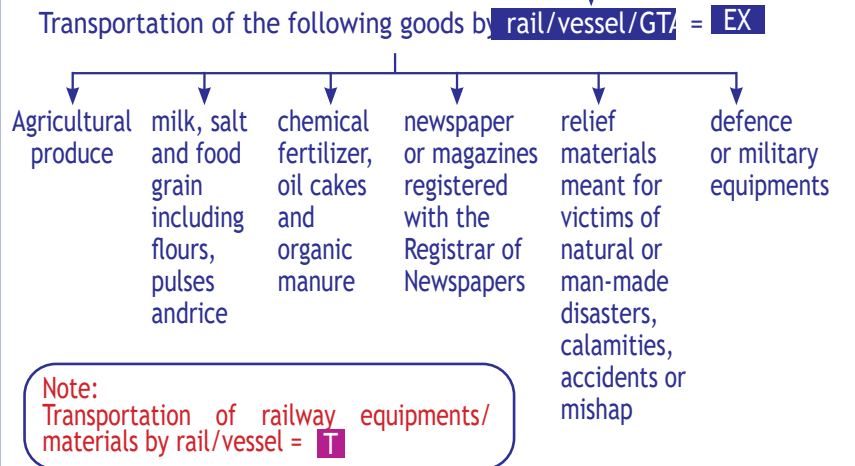 Transportation of the following goods by rail/vessel/GTA = EX
Agricultural
produce
milk, salt
and food
grain
including
flours,
pulses
andrice
chemical
fertilizer,
oil cakes
and
organic
manure
newspaper
or magazines
registered
with the
Registrar of
Newspapers
relief
materials
meant for
victims of
natural or
man-made
disasters,
calamities,
accidents or
mishap
defence
or military
equipments
Note:
Transportation of railway equipments/
materials by rail/vessel = T